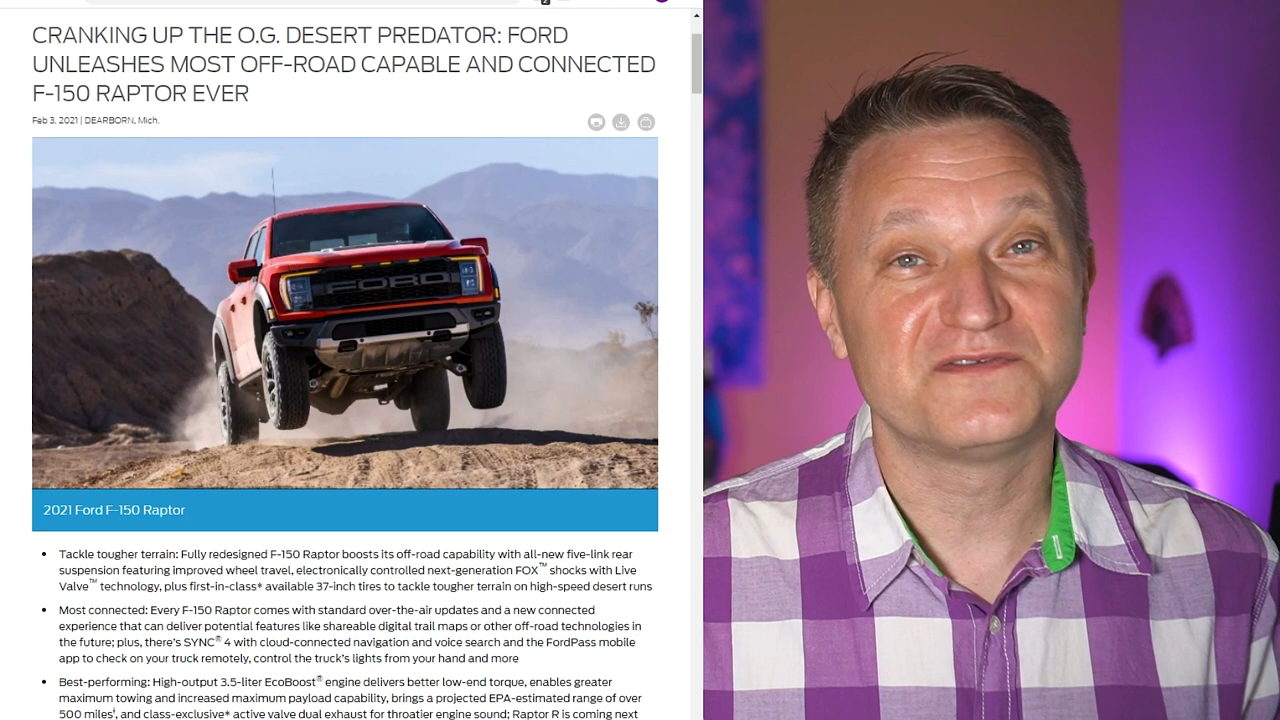 CRANKING UP THE O.G. DESERT PREDATOR: FORD
UNLEASHES MOST OFF-ROAD CAPABLE AND CONNECTED
F-150 RAPTOR EVER
Feb 3, 2021 | DEARBORN, Mich.
FORD
2021 Ford F-150 Raptor
• Tackle tougher terrain: Fully redesigned F-150 Raptor boosts its off-road capability with all-new five-link rear
suspension featuring improved wheel travel, electronically controlled next-generation FOX™ shocks with Live
Valve™ technology, plus first-in-class* available 37-inch tires to tackle tougher terrain on high-speed desert runs
• Most connected: Every F-150 Raptor comes with standard over-the-air updates and a new connected
experience that can deliver potential features like shareable digital trail maps or other off-road technologies in
the future; plus, there's SYNC® 4 with cloud-connected navigation and voice search and the FordPass mobile
app to check on your truck remotely, control the truck's lights from your hand and more
• Best-performing: High-output 3.5-liter EcoBoost® engine delivers better low-end torque, enables greater
maximum towing and increased maximum payload capability, brings a projected EPA-estimated range of over
500 miles‡, and class-exclusive* active valve dual exhaust for throatier engine sound; Raptor R is coming next